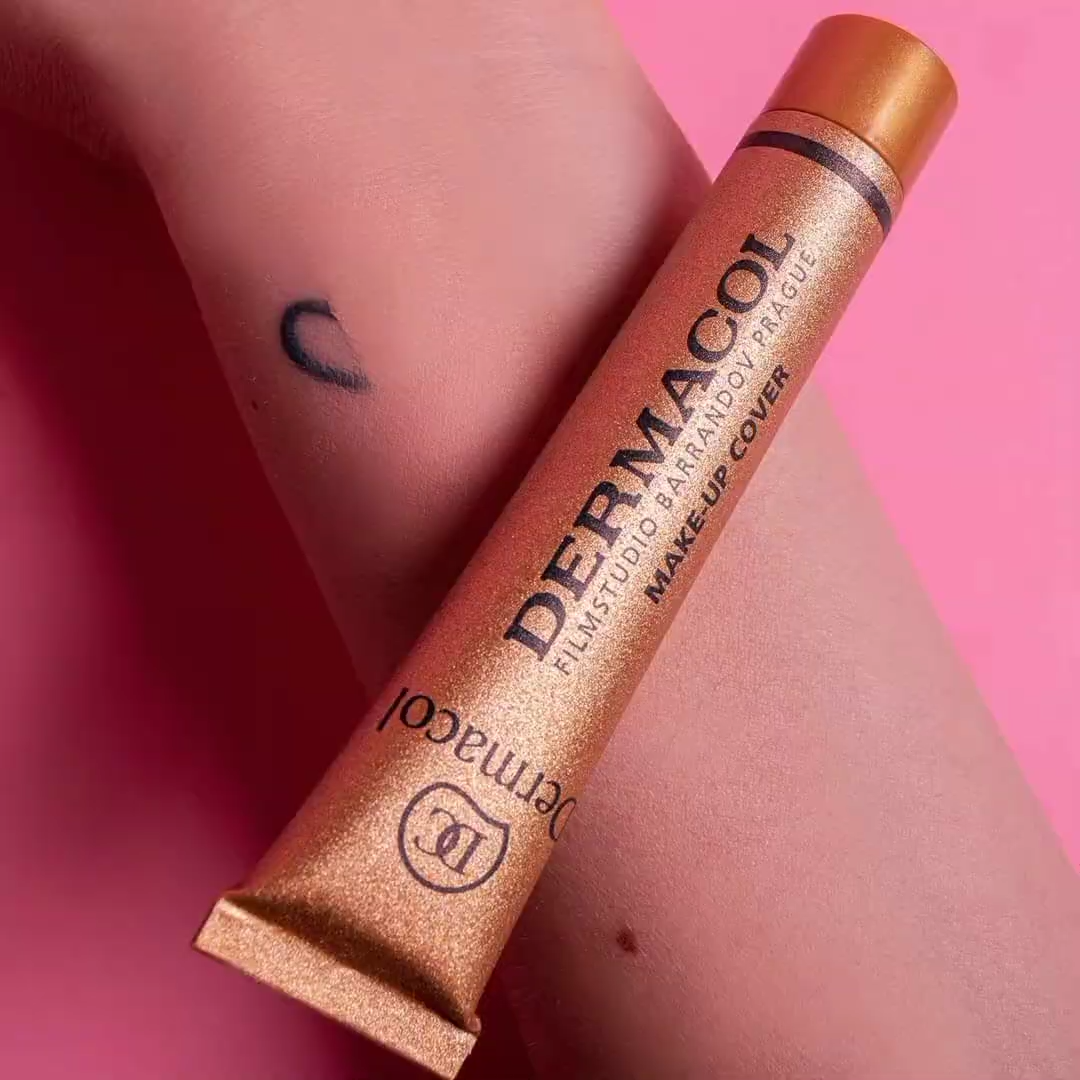 DERMACOL
FILMSTUDIO BARRANDOV PRAGUE
MAKE-UP COVER
Dermacol
DC